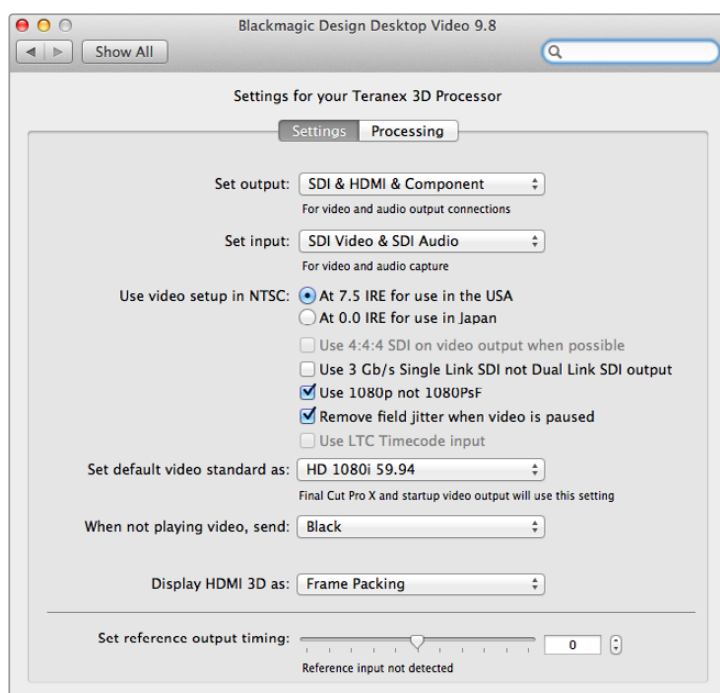 Blackmagic Design Desktop Video 9.8
Show All
Settings for your Teranex 3D Processor
Settings Processing
Set output: SDI & HDMI & Component
For video and audio output connections
Set input: SDI Video & SDI Audio
For video and audio capture
Use video setup in NTSC: At 7.5 IRE for use in the USA
At 0.0 IRE for use in Japan
Use 4:4:4 SDI on video output when possible
Use 3 Gb/s Single Link SDI not Dual Link SDI output
Use 1080p not 1080PsF
Remove field jitter when video is paused
Use LTC Timecode input
Set default video standard as: HD 1080i 59.94
Final Cut Pro X and startup video output will use this setting
When not playing video, send: Black
Display HDMI 3D as: Frame Packing
Set reference output timing: 0
Reference input not detected